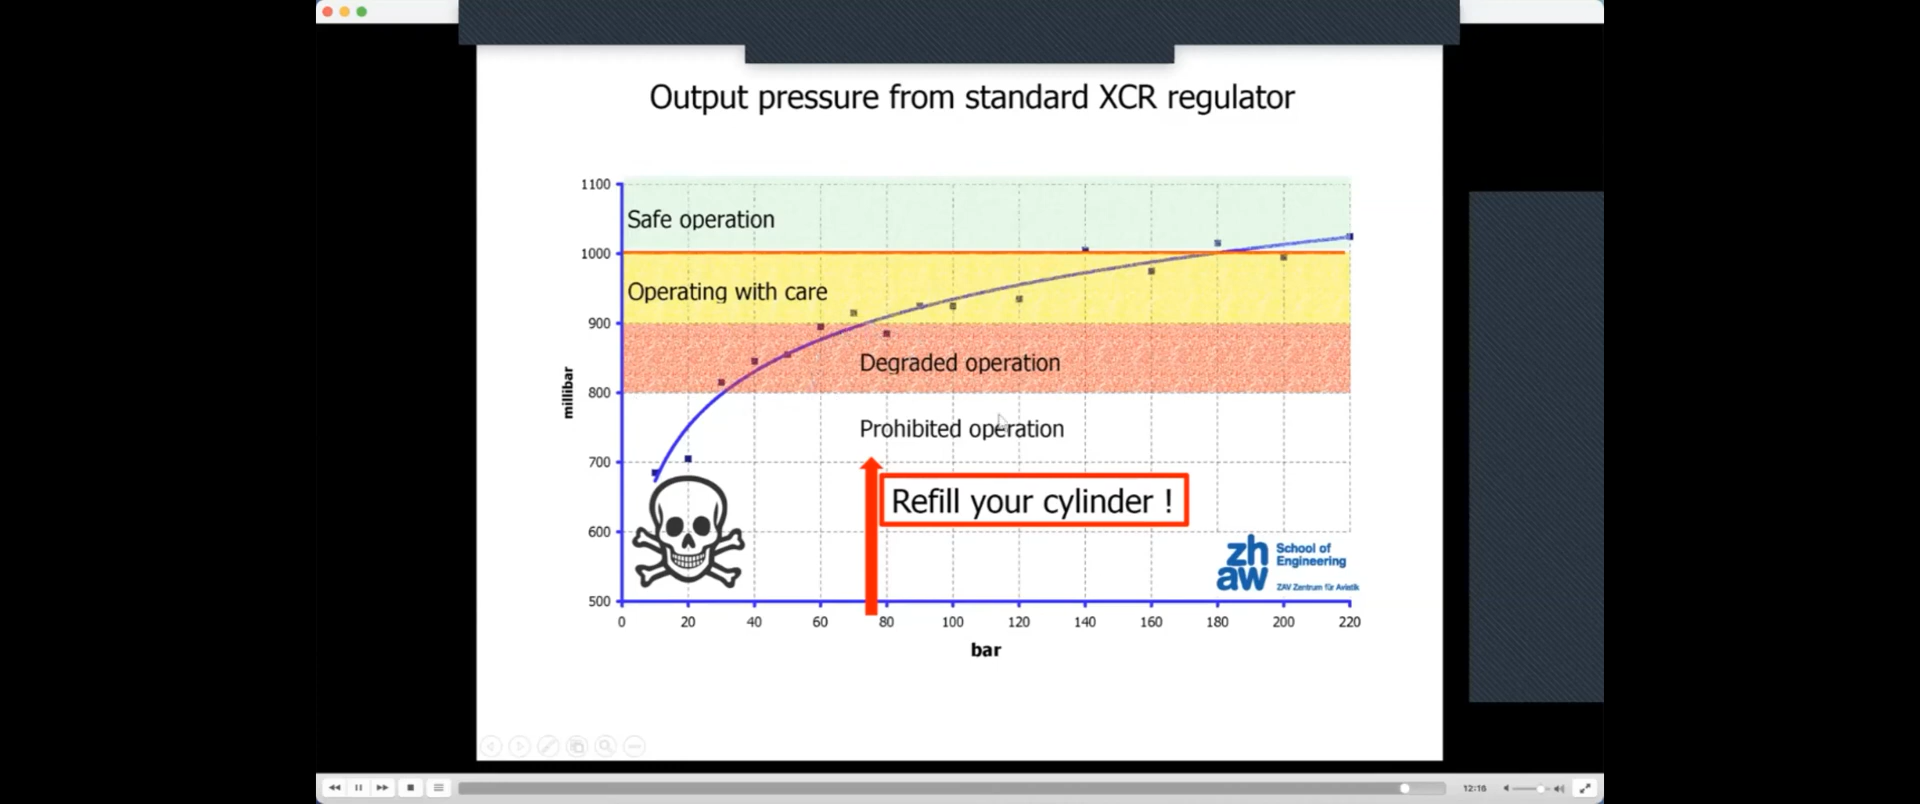 Output pressure from standard XCR regulator
1100
Safe operation
1000
Operating with care
900
Degraded operation
millibar
800
Prohibited operation
700
Refill your cylinder !
600
zh
aw
School of
Engineering
ZAV Zentrum für Aviatik
500
0 20 40 60 80 100 120 140 160 180 200 220
bar
12:16